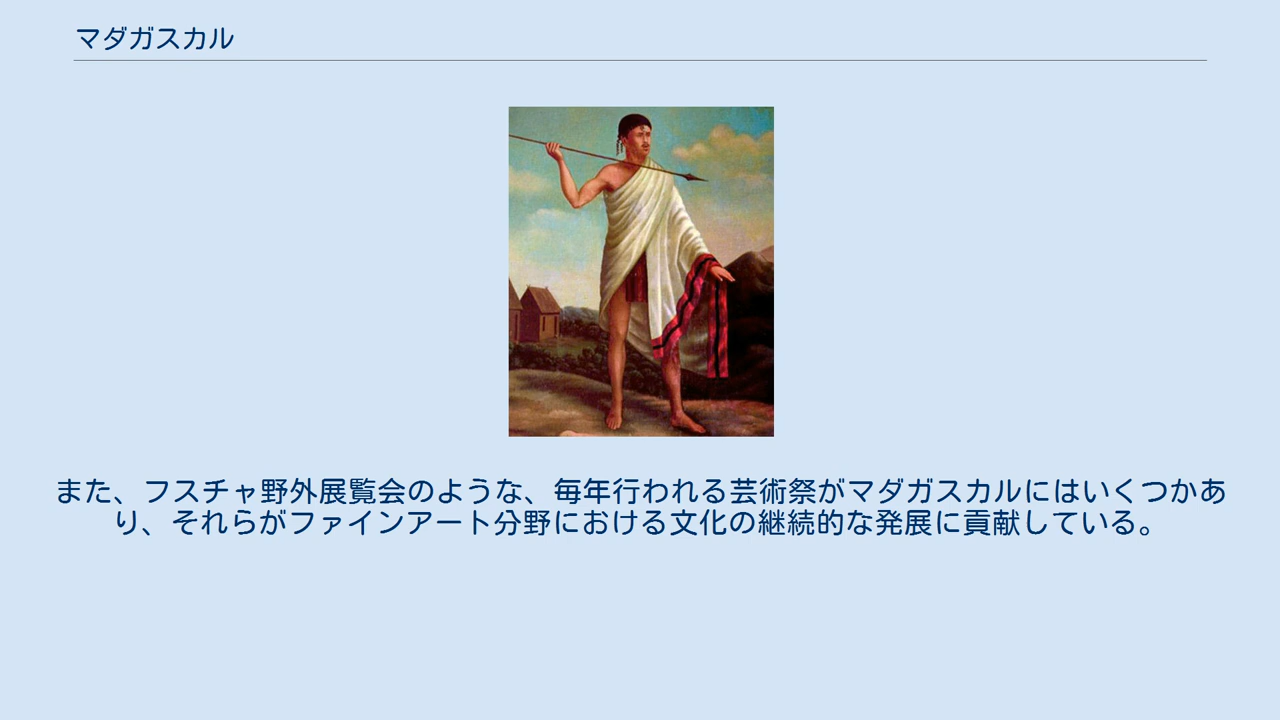 マダガスカル
また、フスチャ野外展覧会のような、毎年行われる芸術祭がマダガスカルにはいくつかあ
り、それらがファインアート分野における文化の継続的な発展に貢献している。